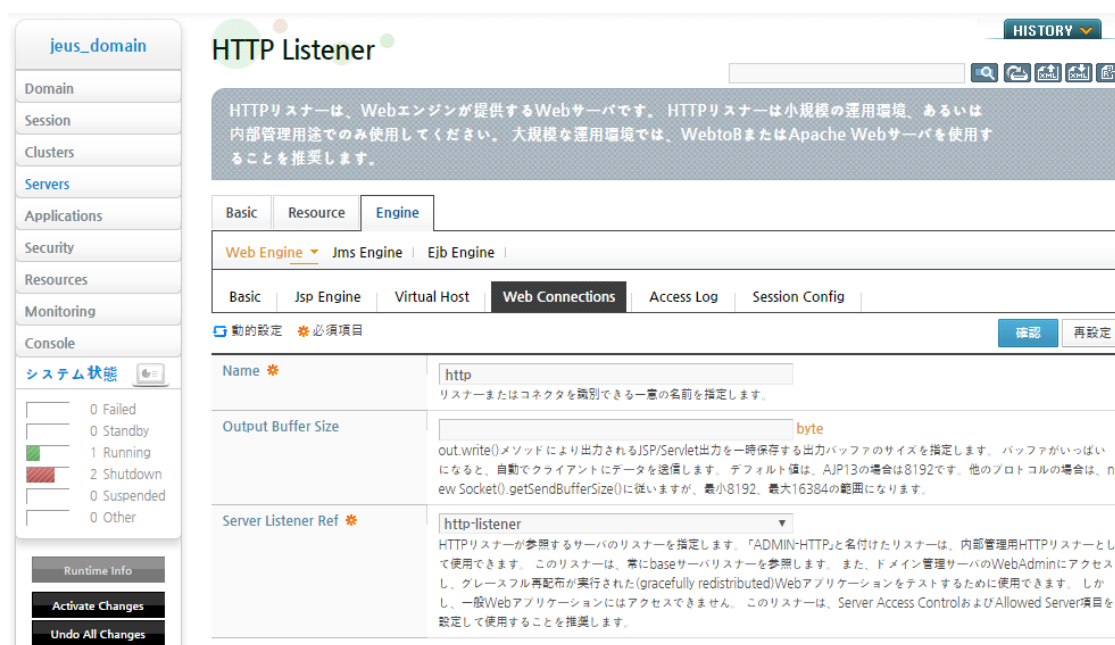 jeus_domain
Domain
Session
Clusters
Servers
Applications
Security
Resources
Monitoring
Console
システム状態
0 Failed
0 Standby
1 Running
2 Shutdown
0 Suspended
0 Other
Runtime Info
Activate Changes
Undo All Changes
HTTP Listener
HISTORY
HTTPリスナーは、Webエンジンが提供するWebサーバです。 HTTPリスナーは小規模の運用環境、あるいは
内部管理用途でのみ使用してください。 大規模な運用環境では、WebtoBまたはApache Webサーバを使用す
ることを推奨します。
Basic Resource Engine
Web Engine Jms Engine Ejb Engine
Basic Jsp Engine Virtual Host Web Connections Access Log Session Config
動的設定 必須項目 確認 再設定
Name
http
リスナーまたはコネクタを識別できる一意の名前を指定します。
Output Buffer Size
byte
out.write()メソッドにより出力されるJSP/Servlet出力を一時保存する出力バッファのサイズを指定します。 バッファがいっぱい
になると、自動でクライアントにデータを送信します。 デフォルト値は、AJP13の場合は8192です。他のプロトコルの場合は、n
ew Socket().getSendBufferSize()に従いますが、最小8192、最大16384の範囲になります。
Server Listener Ref
http-listener
HTTPリスナーが参照するサーバのリスナーを指定します。「ADMIN-HTTP」と名付けたリスナーは、内部管理用HTTPリスナーとし
て使用できます。 このリスナーは、常にbaseサーバリスナーを参照します。 また、ドメイン管理サーバのWebAdminにアクセス
し、グレースフル再配布が実行された(gracefully redistributed)Webアプリケーションをテストするために使用できます。 しか
し、一般Webアプリケーションにはアクセスできません。 このリスナーは、Server Access ControlおよびAllowed Server項目を
設定して使用することを推奨します。